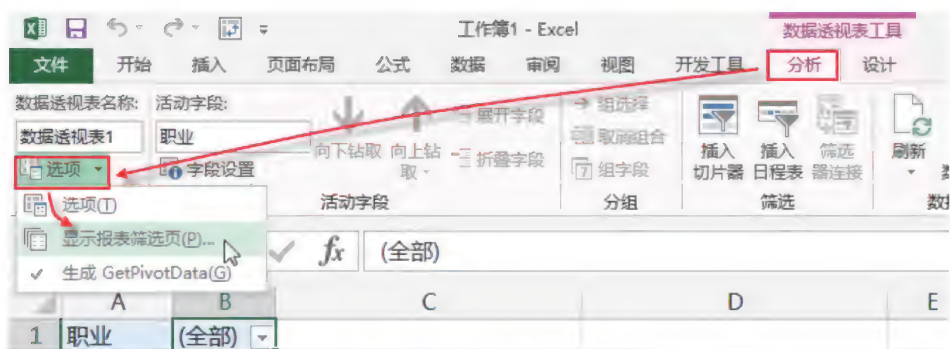 工作簿1 - Excel
数据透视表工具
文件 开始 插入 页面布局 公式 数据 审阅 视图 开发工具 分析 设计
数据透视表名称: 活动字段:
数据透视表1 职业
选项 字段设置
向下钻取 向上钻取
展开字段
折叠字段
活动字段
组选择
取消组合
组字段
分组
插入切片器 插入日程表 筛选器连接
筛选
刷新
数据
选项(T)
显示报表筛选页(P)...
生成 GetPivotData(G)
fx (全部)
A B C D E
1 职业 (全部)